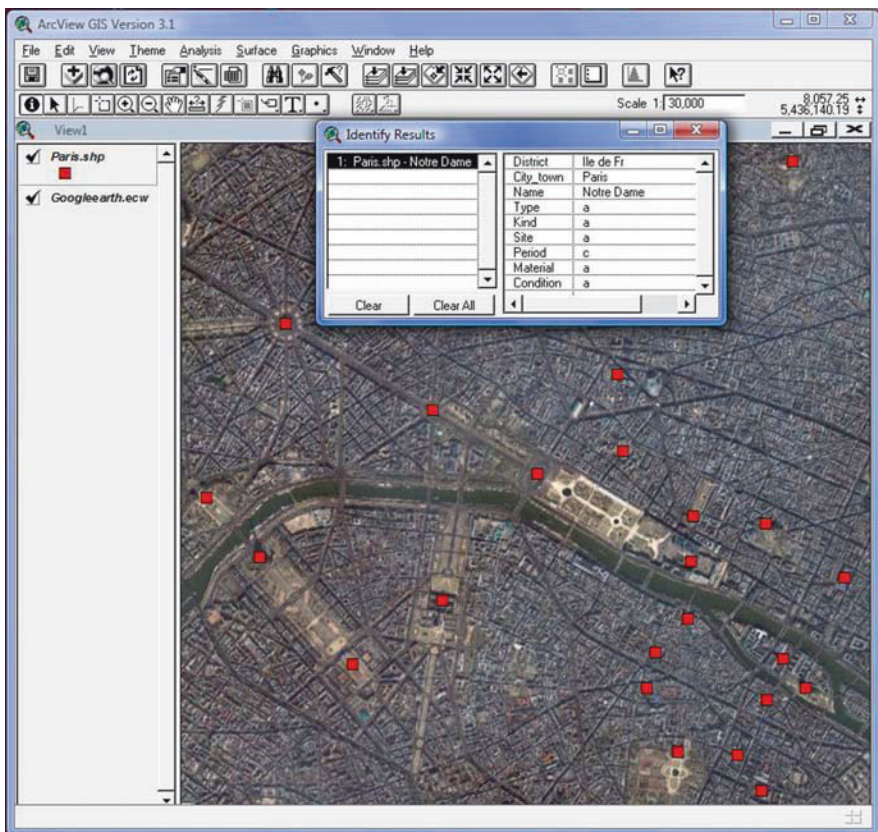 ArcView GIS Version 3.1
File Edit View Theme Analysis Surface Graphics Window Help
Scale 1: 30,000
8,057.25
5,436,140.19
View1
Paris.shp
Googleearth.ecw
Identify Results
1: Paris.shp - Notre Dame
District Ile de Fr
City_town Paris
Name Notre Dame
Type a
Kind a
Site a
Period c
Material a
Condition a
Clear Clear All